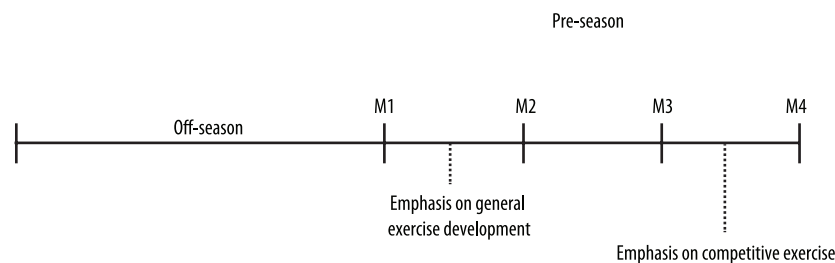 Pre-season
M1
M2
M3
M4
Off-season
Emphasis on general
exercise development
Emphasis on competitive exercise